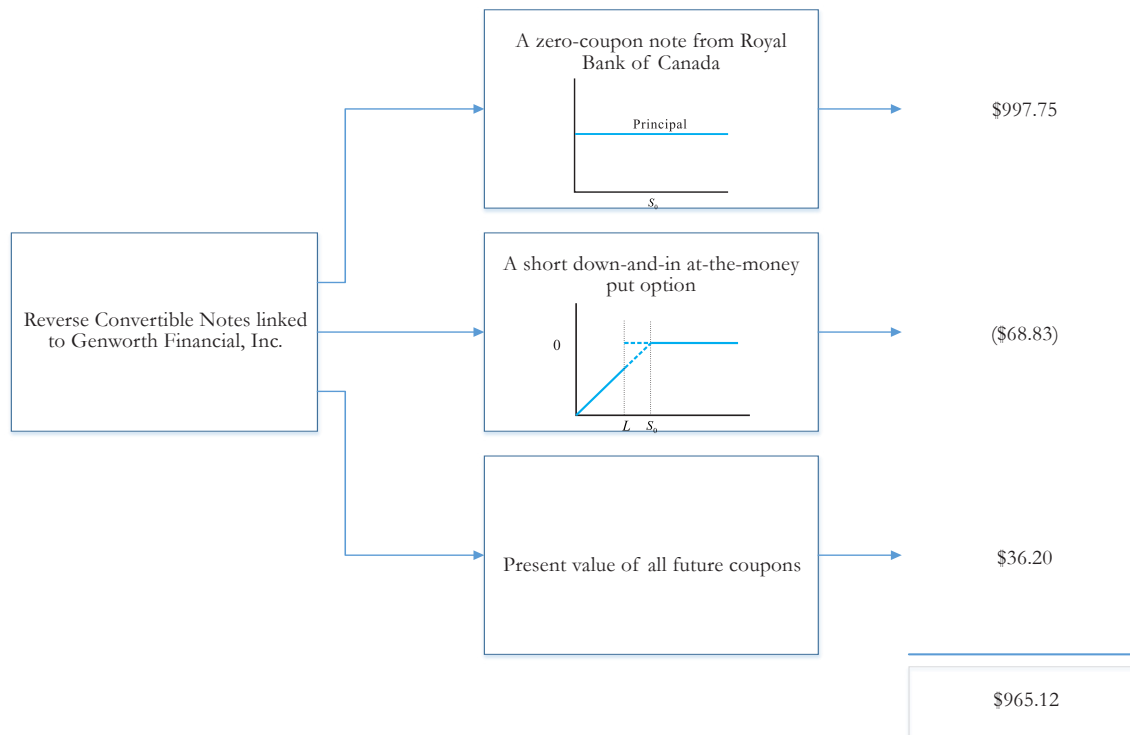 A zero-coupon note from Royal
Bank of Canada
Principal
S₀
$997.75
Reverse Convertible Notes linked
to Genworth Financial, Inc.
A short down-and-in at-the-money
put option
0
L S₀
($68.83)
Present value of all future coupons
$36.20
$965.12